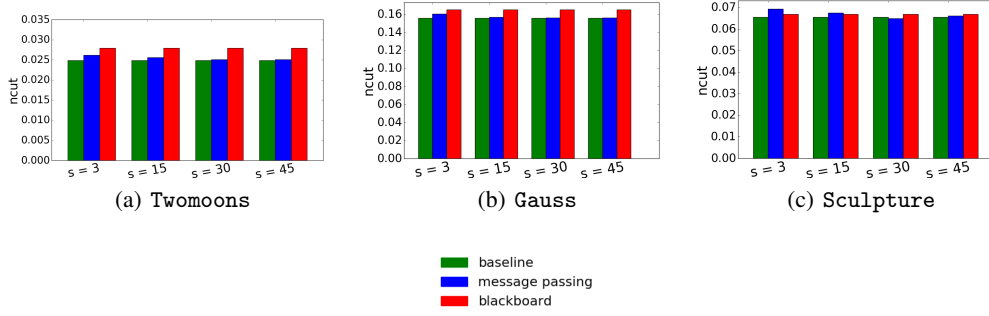 0.035
0.030
0.025
0.020
0.015
0.010
0.005
0.000
ncut
s = 3
s = 15
s = 30
s = 45
(a) Twomoons
0.16
0.14
0.12
0.10
0.08
0.06
0.04
0.02
0.00
ncut
s = 3
s = 15
s = 30
s = 45
(b) Gauss
0.07
0.06
0.05
0.04
0.03
0.02
0.01
0.00
ncut
s = 3
s = 15
s = 30
s = 45
(c) Sculpture
baseline
message passing
blackboard